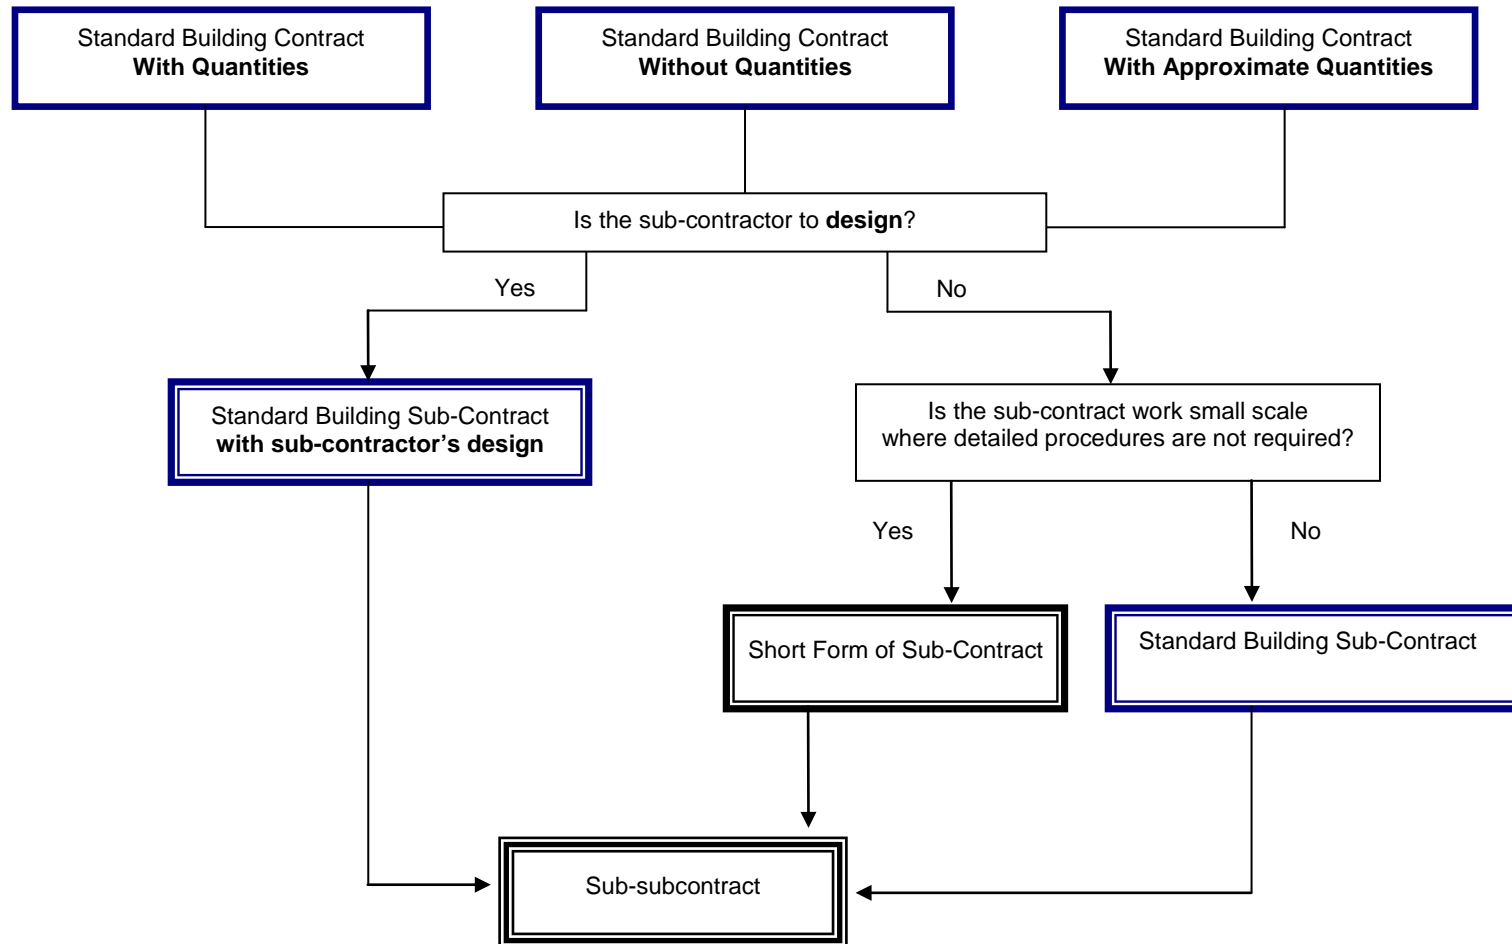 Standard Building Contract
With Quantities
Standard Building Contract
Without Quantities
Standard Building Contract
With Approximate Quantities
Is the sub-contractor to design?
Yes
No
Standard Building Sub-Contract
with sub-contractor’s design
Is the sub-contract work small scale
where detailed procedures are not required?
Yes
No
Short Form of Sub-Contract
Standard Building Sub-Contract
Sub-subcontract